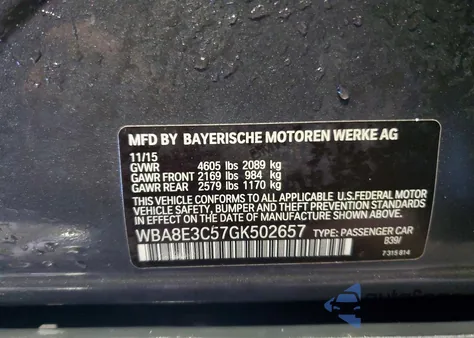 MFD BY BAYERISCHE MOTOREN WERKE AG
11/15
GVWR 4605 lbs 2089 kg
GAWR FRONT 2169 lbs 984 kg
GAWR REAR 2579 lbs 1170 kg
THIS VEHICLE CONFORMS TO ALL APPLICABLE U.S.FEDERAL MOTOR
VEHICLE SAFETY, BUMPER, AND THEFT PREVENTION STANDARDS
IN EFFECT ON THE DATE OF MANUFACTURE SHOWN ABOVE.
WBA8E3C57GK502657 TYPE: PASSENGER CAR
B39/
7 315 814